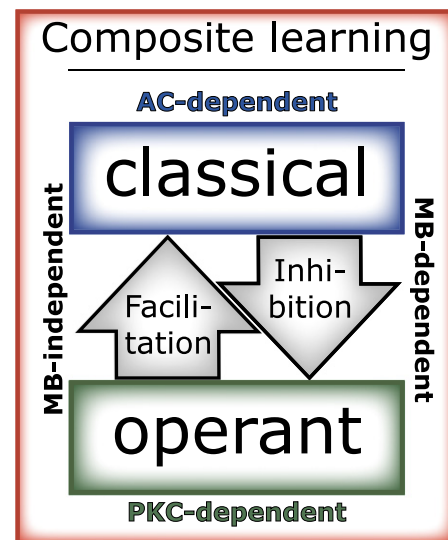 Composite learning
AC-dependent
classical
MB-independent
Facili-
tation
Inhi-
bition
MB-dependent
operant
PKC-dependent